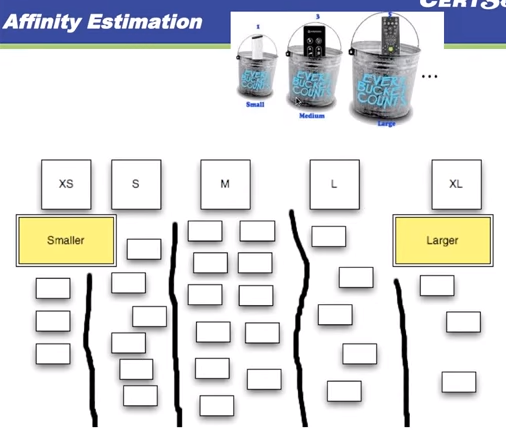 Affinity Estimation
1
3
EVERY
BUCKET
COUNTS
EVERY
BUCKET
COUNTS
EVERY
BUCKET
COUNTS
...
Small
Medium
Large
XS
S
M
L
XL
Smaller
Larger